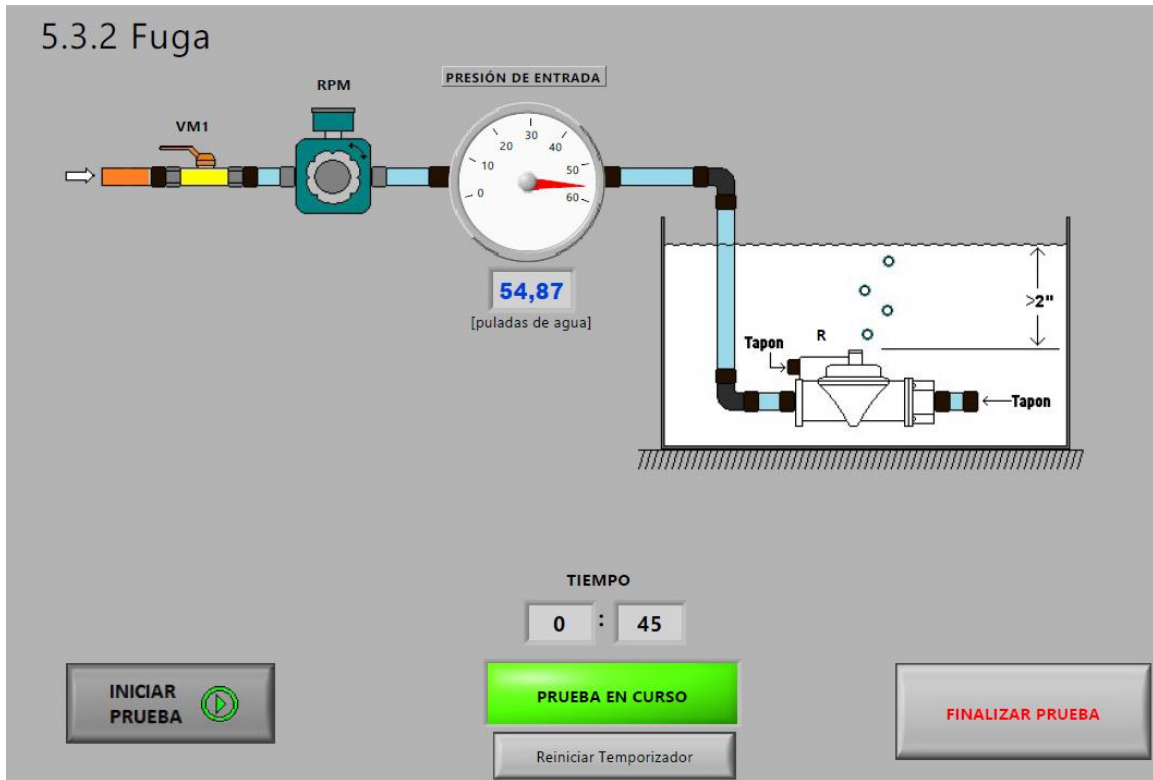 5.3.2 Fuga
PRESIÓN DE ENTRADA
RPM
VM1
0
10
20
30
40
50
60
54,87
[puladas de agua]
>2"
R
Tapon
Tapon
TIEMPO
0 : 45
INICIAR
PRUEBA
PRUEBA EN CURSO
FINALIZAR PRUEBA
Reiniciar Temporizador